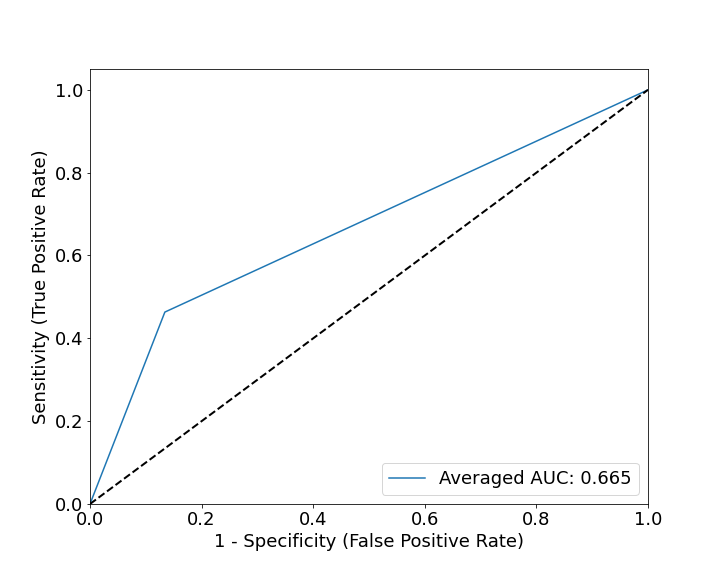 Sensitivity (True Positive Rate)
1.0
0.8
0.6
0.4
0.2
0.0
0.0 0.2 0.4 0.6 0.8 1.0
1 - Specificity (False Positive Rate)
Averaged AUC: 0.665